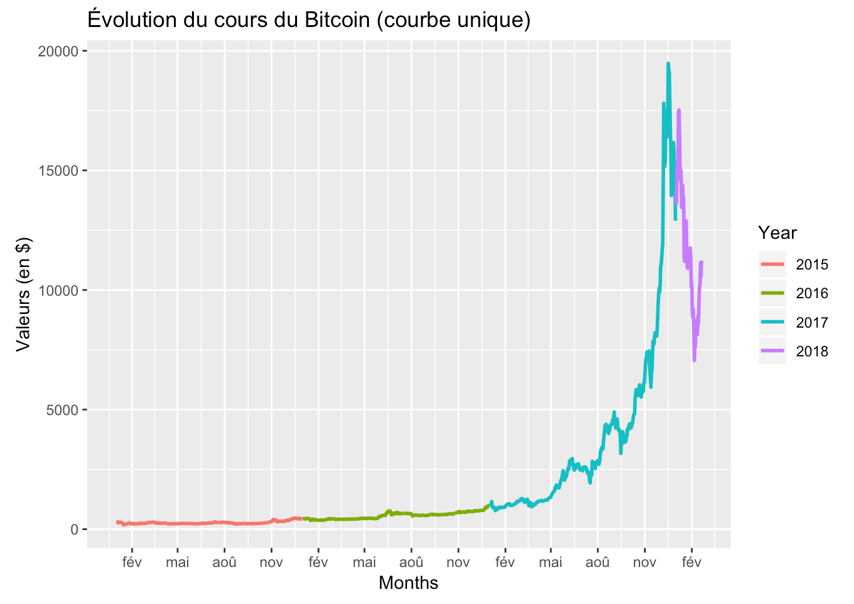 Évolution du cours du Bitcoin (courbe unique)
Valeurs (en $)
20000
15000
10000
5000
0
fév mai aoû nov fév mai aoû nov fév mai aoû nov fév
Months
Year
2015
2016
2017
2018